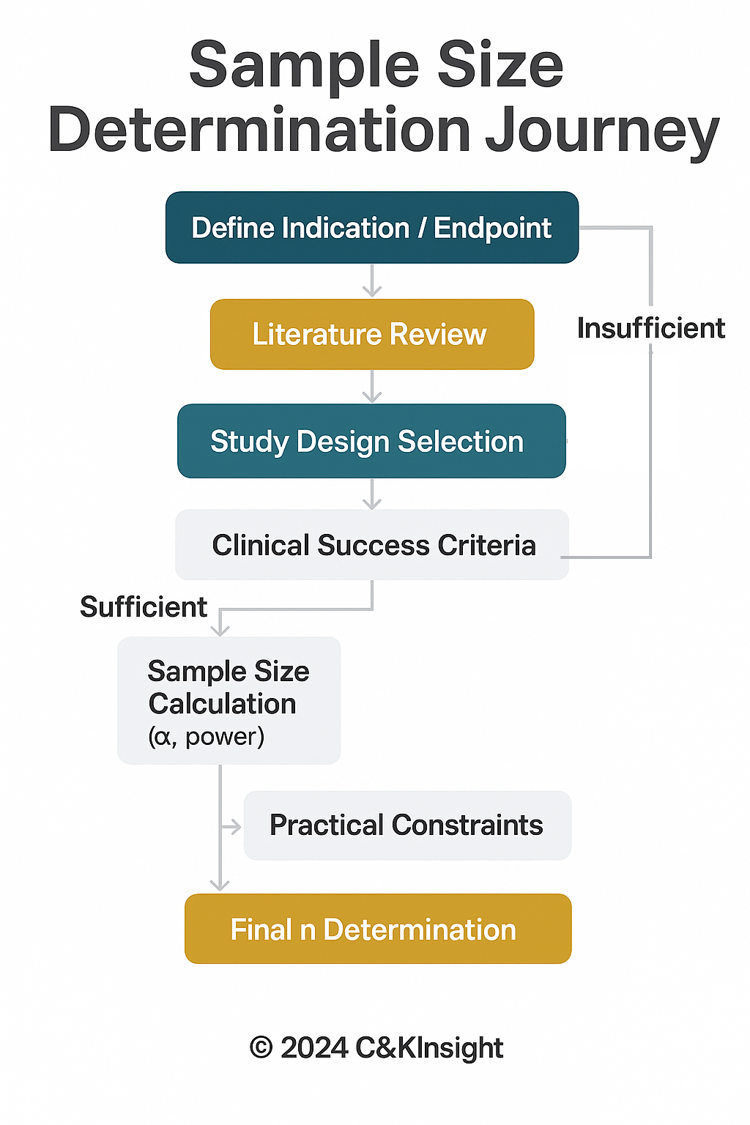 Sample Size
Determination Journey
Define Indication / Endpoint
Literature Review
Insufficient
Study Design Selection
Clinical Success Criteria
Sufficient
Sample Size
Calculation
(α, power)
Practical Constraints
Final n Determination
© 2024 C&KInsight